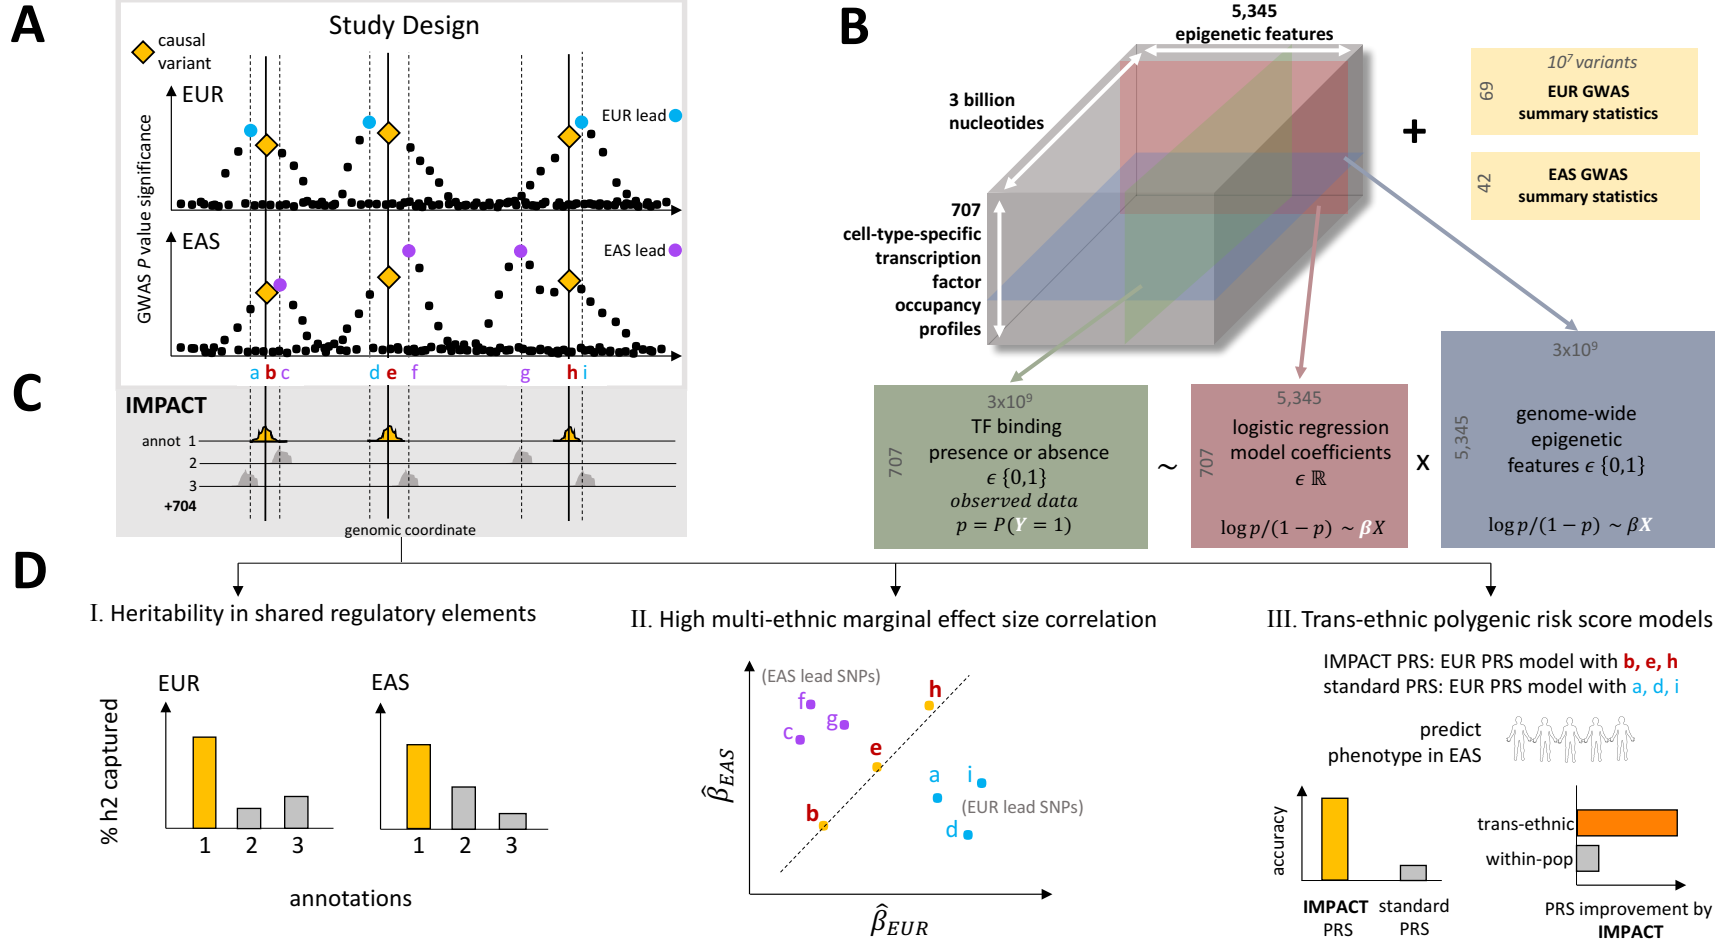 A
Study Design
causal
variant
EUR
EUR lead
GWAS P value significance
EAS
EAS lead
a b c d e f g h i
B
5,345
epigenetic features
3 billion
nucleotides
707
cell-type-specific
transcription
factor
occupancy
profiles
+
10⁷ variants
69
EUR GWAS
summary statistics
42
EAS GWAS
summary statistics
3x10⁹
707
TF binding
presence or absence
ϵ {0,1}
observed data
p = P(Y = 1)
~
5,345
707
logistic regression
model coefficients
ϵ ℝ
log p/(1 − p) ~ βX
x
3x10⁹
5,345
genome-wide
epigenetic
features ϵ {0,1}
log p/(1 − p) ~ βX
C
IMPACT
annot 1
2
3
+704
genomic coordinate
D
I. Heritability in shared regulatory elements
% h2 captured
EUR
1 2 3
EAS
1 2 3
annotations
II. High multi-ethnic marginal effect size correlation
(EAS lead SNPs)
f
g
c
h
e
b
a
i
(EUR lead SNPs)
d
β̂EAS
β̂EUR
III. Trans-ethnic polygenic risk score models
IMPACT PRS: EUR PRS model with b, e, h
standard PRS: EUR PRS model with a, d, i
predict
phenotype in EAS
accuracy
IMPACT
PRS
standard
PRS
trans-ethnic
within-pop
PRS improvement by
IMPACT